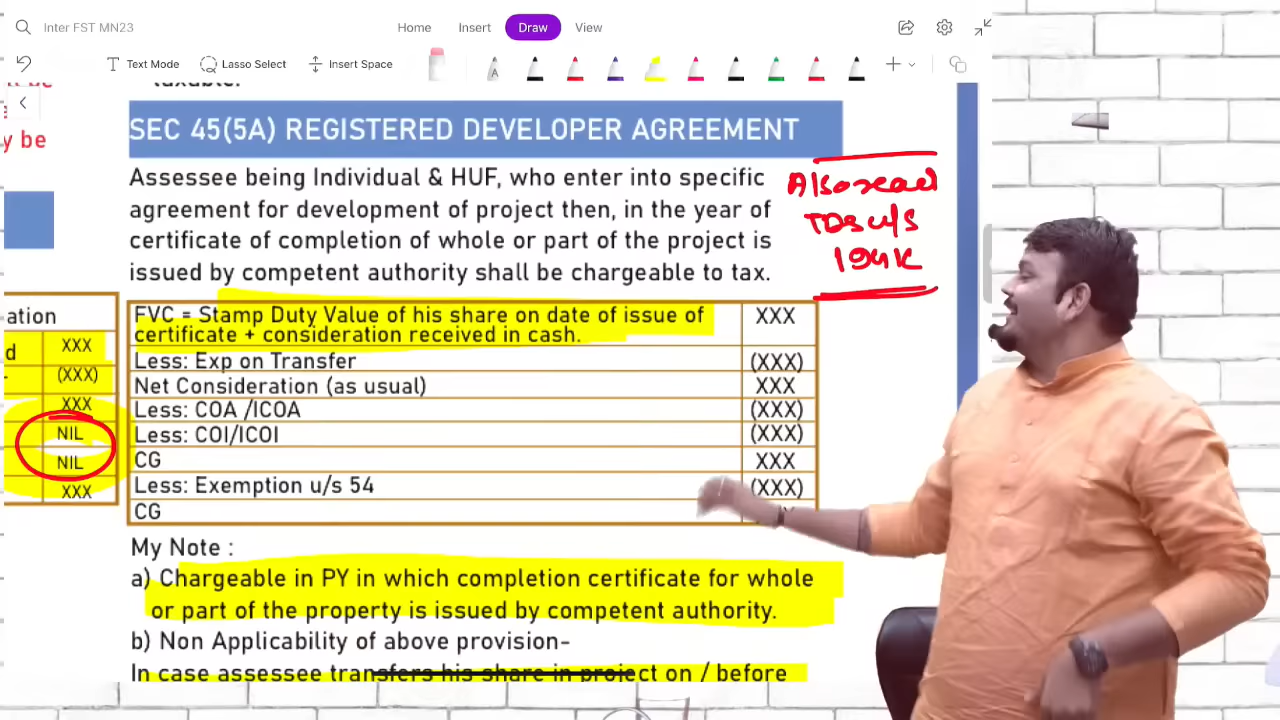 Inter FST MN23
Home
Insert
Draw
View
Text Mode
Lasso Select
Insert Space
A
taxable.
y be
SEC 45(5A) REGISTERED DEVELOPER AGREEMENT
Assessee being Individual & HUF, who enter into specific
agreement for development of project then, in the year of
certificate of completion of whole or part of the project is
issued by competent authority shall be chargeable to tax.
Also read
TDS u/s
194K
ation
d XXX
- (XXX)
XXX
NIL
NIL
XXX
FVC = Stamp Duty Value of his share on date of issue of
certificate + consideration received in cash. XXX
Less: Exp on Transfer (XXX)
Net Consideration (as usual) XXX
Less: COA /ICOA (XXX)
Less: COI/ICOI (XXX)
CG XXX
Less: Exemption u/s 54 (XXX)
CG
My Note :
a) Chargeable in PY in which completion certificate for whole
or part of the property is issued by competent authority.
b) Non Applicability of above provision-
In case assessee transfers his share in project on / before